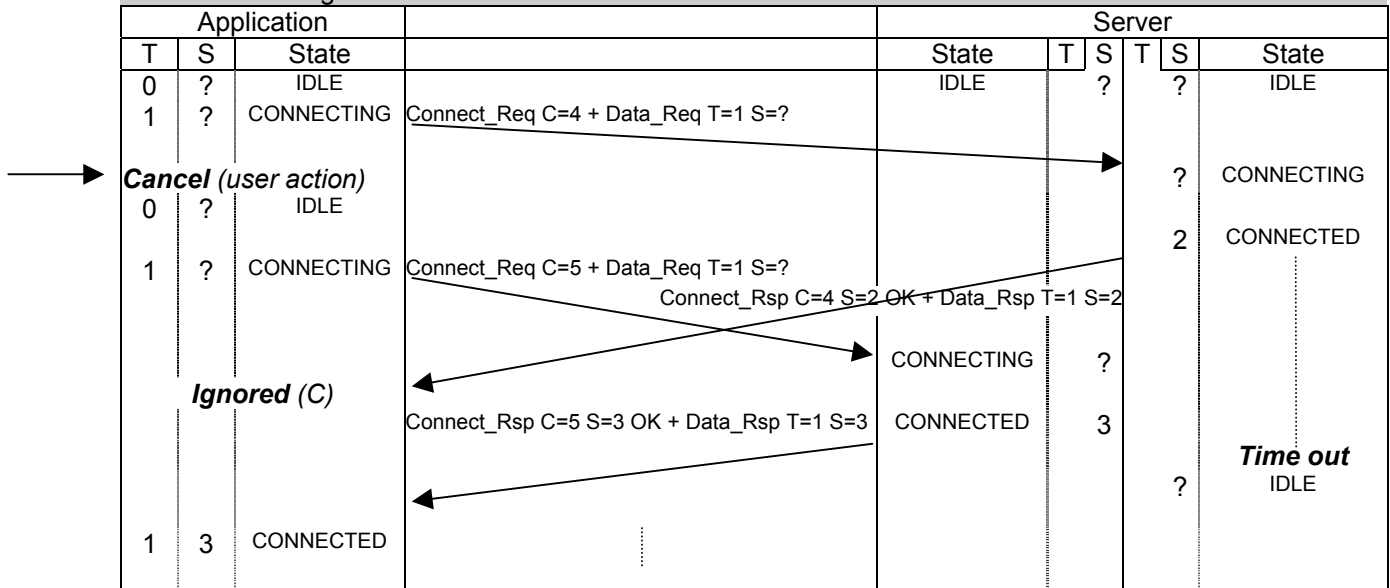 Application Server
T S State State T S T S State
0 ? IDLE IDLE ? ? IDLE
1 ? CONNECTING Connect_Req C=4 + Data_Req T=1 S=?
Cancel (user action) ? CONNECTING
0 ? IDLE
2 CONNECTED
1 ? CONNECTING Connect_Req C=5 + Data_Req T=1 S=?
Connect_Rsp C=4 S=2 OK + Data_Rsp T=1 S=2
CONNECTING ?
Ignored (C)
Connect_Rsp C=5 S=3 OK + Data_Rsp T=1 S=3 CONNECTED 3
Time out
? IDLE
1 3 CONNECTED